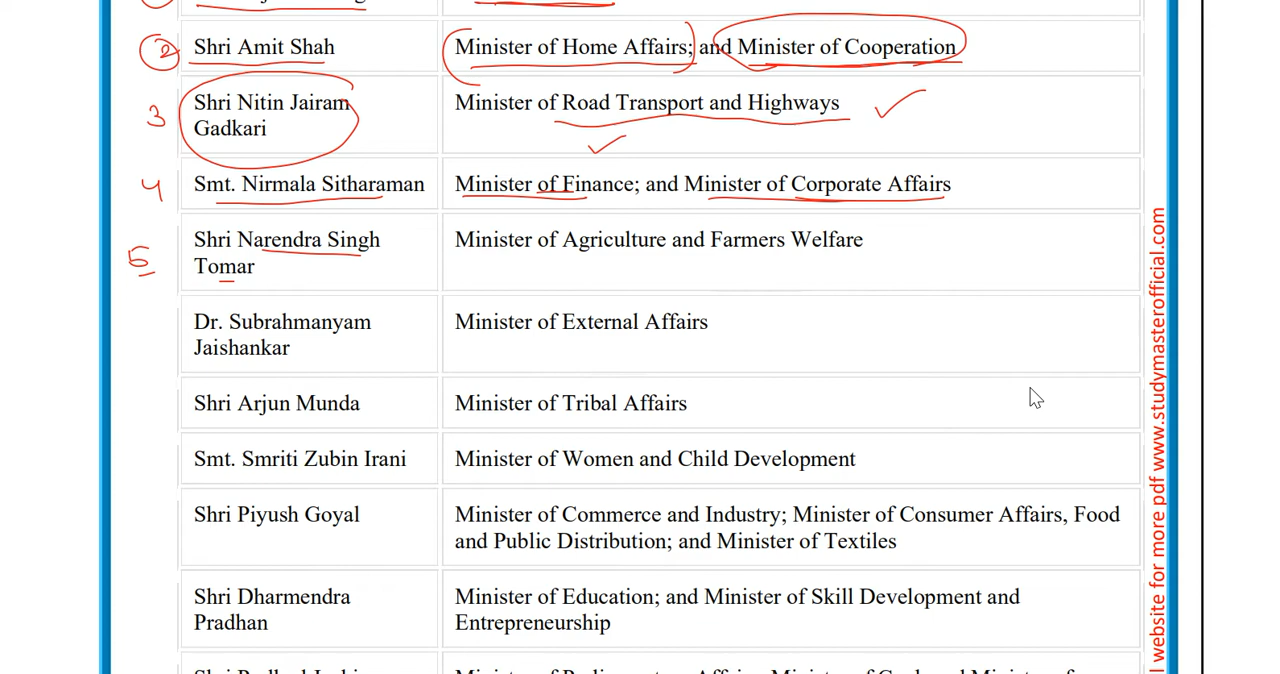 2 Shri Amit Shah Minister of Home Affairs; and Minister of Cooperation
3 Shri Nitin Jairam Minister of Road Transport and Highways
Gadkari
4 Smt. Nirmala Sitharaman Minister of Finance; and Minister of Corporate Affairs
5 Shri Narendra Singh Minister of Agriculture and Farmers Welfare
Tomar
Dr. Subrahmanyam Minister of External Affairs
Jaishankar
Shri Arjun Munda Minister of Tribal Affairs
Smt. Smriti Zubin Irani Minister of Women and Child Development
Shri Piyush Goyal Minister of Commerce and Industry; Minister of Consumer Affairs, Food
and Public Distribution; and Minister of Textiles
Shri Dharmendra Minister of Education; and Minister of Skill Development and
Pradhan Entrepreneurship
website for more pdf www.studymasterofficial.com